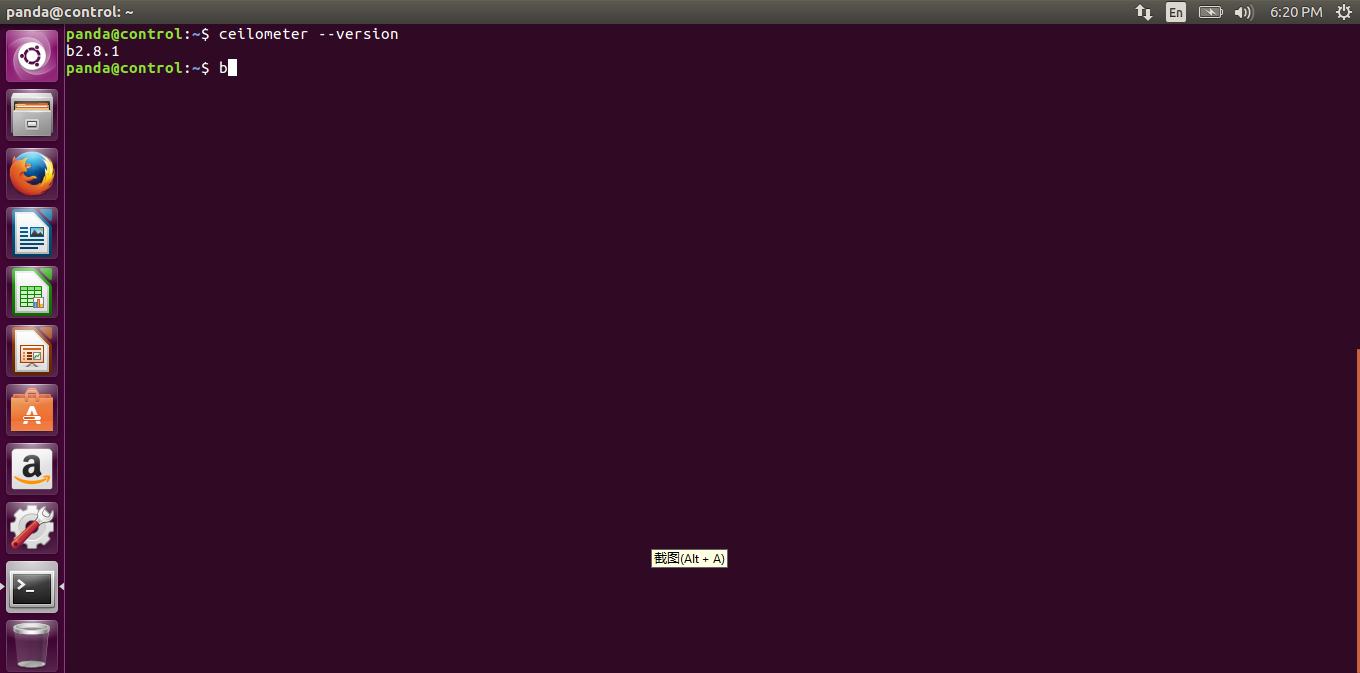 panda@control: ~
En
6:20 PM
panda@control:~$ ceilometer --version
b2.8.1
panda@control:~$ b
A
a
>_
截图(Alt + A)